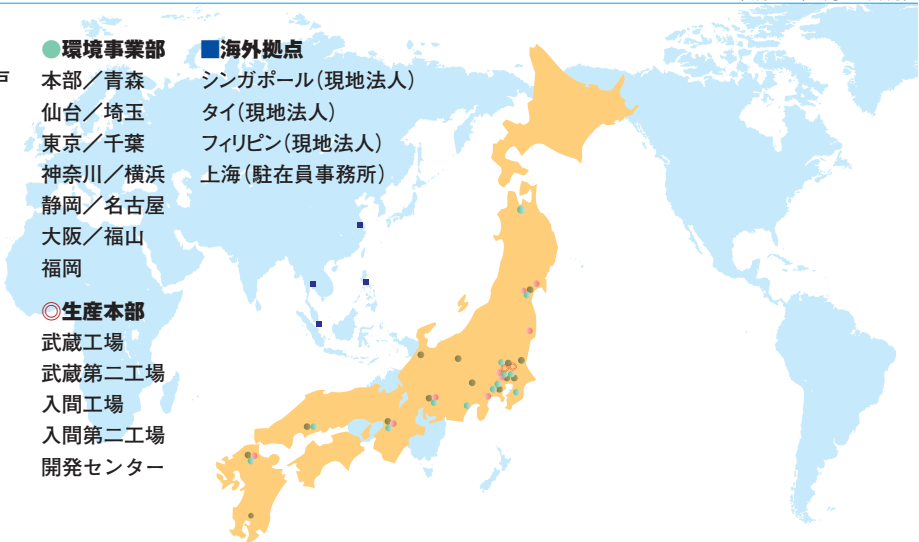 ●環境事業部
本部／青森
仙台／埼玉
東京／千葉
神奈川／横浜
静岡／名古屋
大阪／福山
福岡
◎生産本部
武蔵工場
武蔵第二工場
入間工場
入間第二工場
開発センター
■海外拠点
シンガポール（現地法人）
タイ（現地法人）
フィリピン（現地法人）
上海（駐在員事務所）